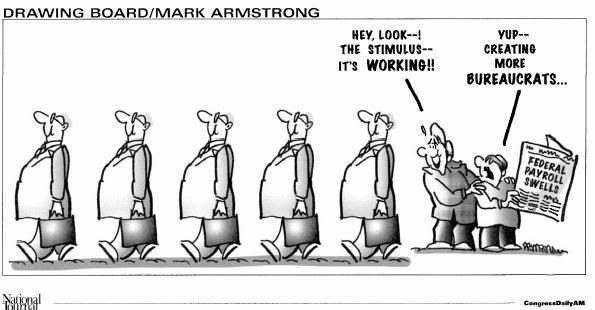 DRAWING BOARD/MARK ARMSTRONG
HEY, LOOK--!
THE STIMULUS--
IT'S WORKING!!
YUP--
CREATING
MORE
BUREAUCRATS...
FEDERAL
PAYROLL
SWELLS
National
Journal
CongressDailyAM